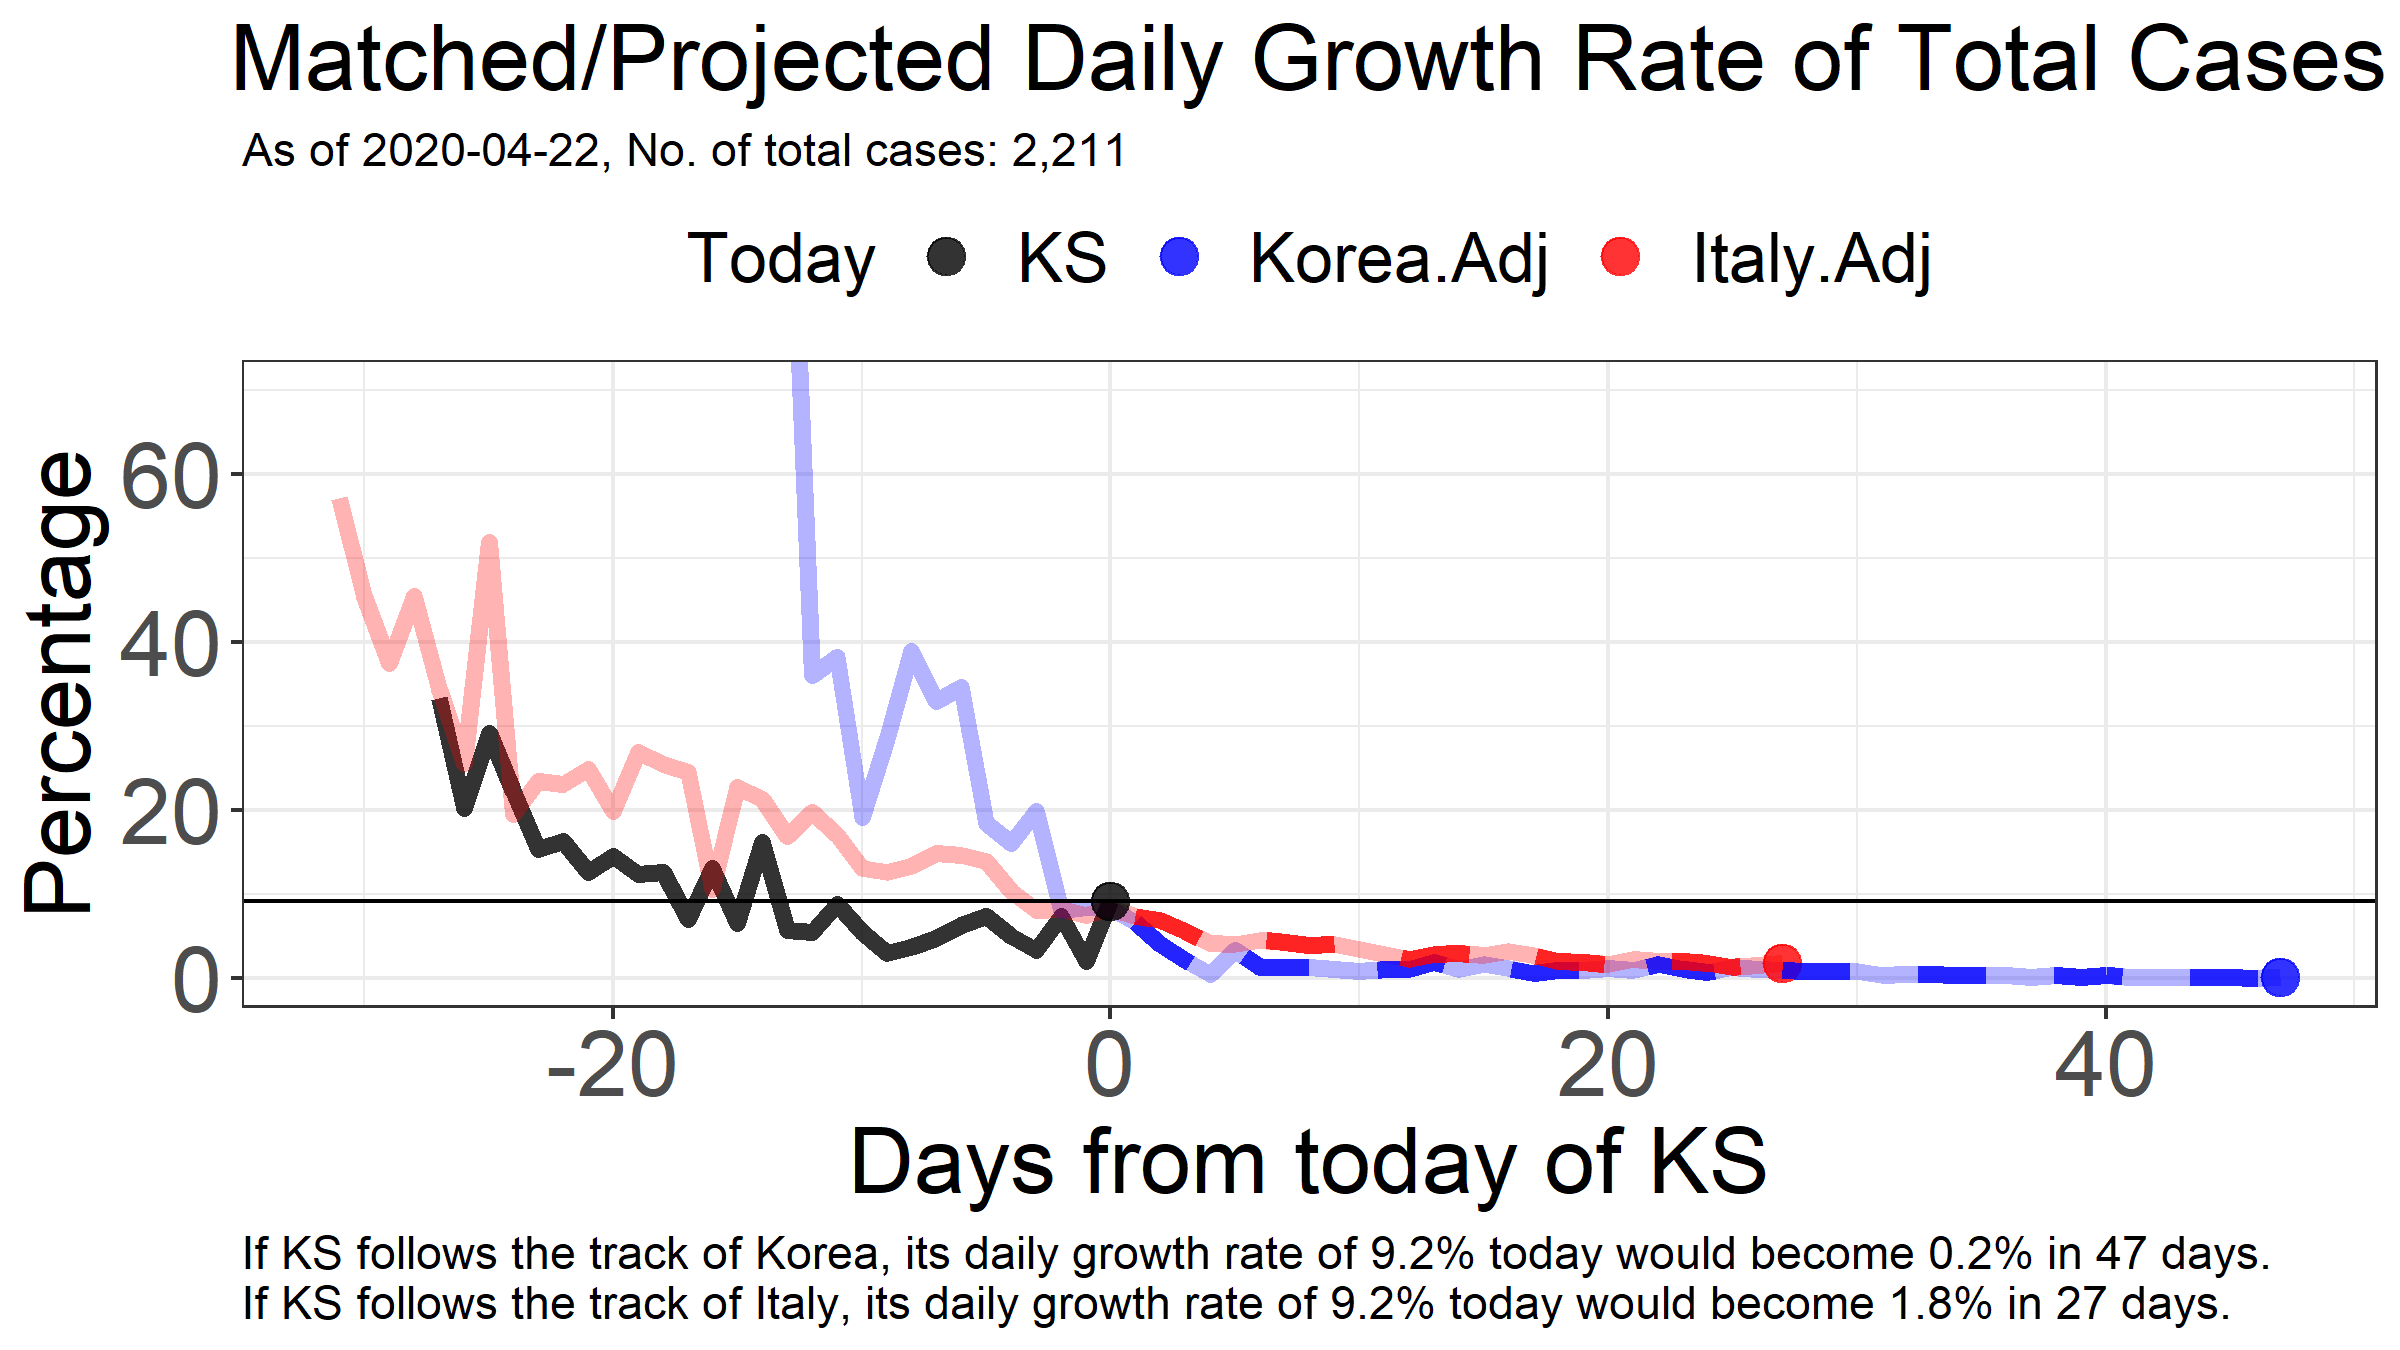 Matched/Projected Daily Growth Rate of Total Cases
As of 2020-04-22, No. of total cases: 2,211
Today KS Korea.Adj Italy.Adj
Percentage
60
40
20
0
-20 0 20 40
Days from today of KS
If KS follows the track of Korea, its daily growth rate of 9.2% today would become 0.2% in 47 days.
If KS follows the track of Italy, its daily growth rate of 9.2% today would become 1.8% in 27 days.